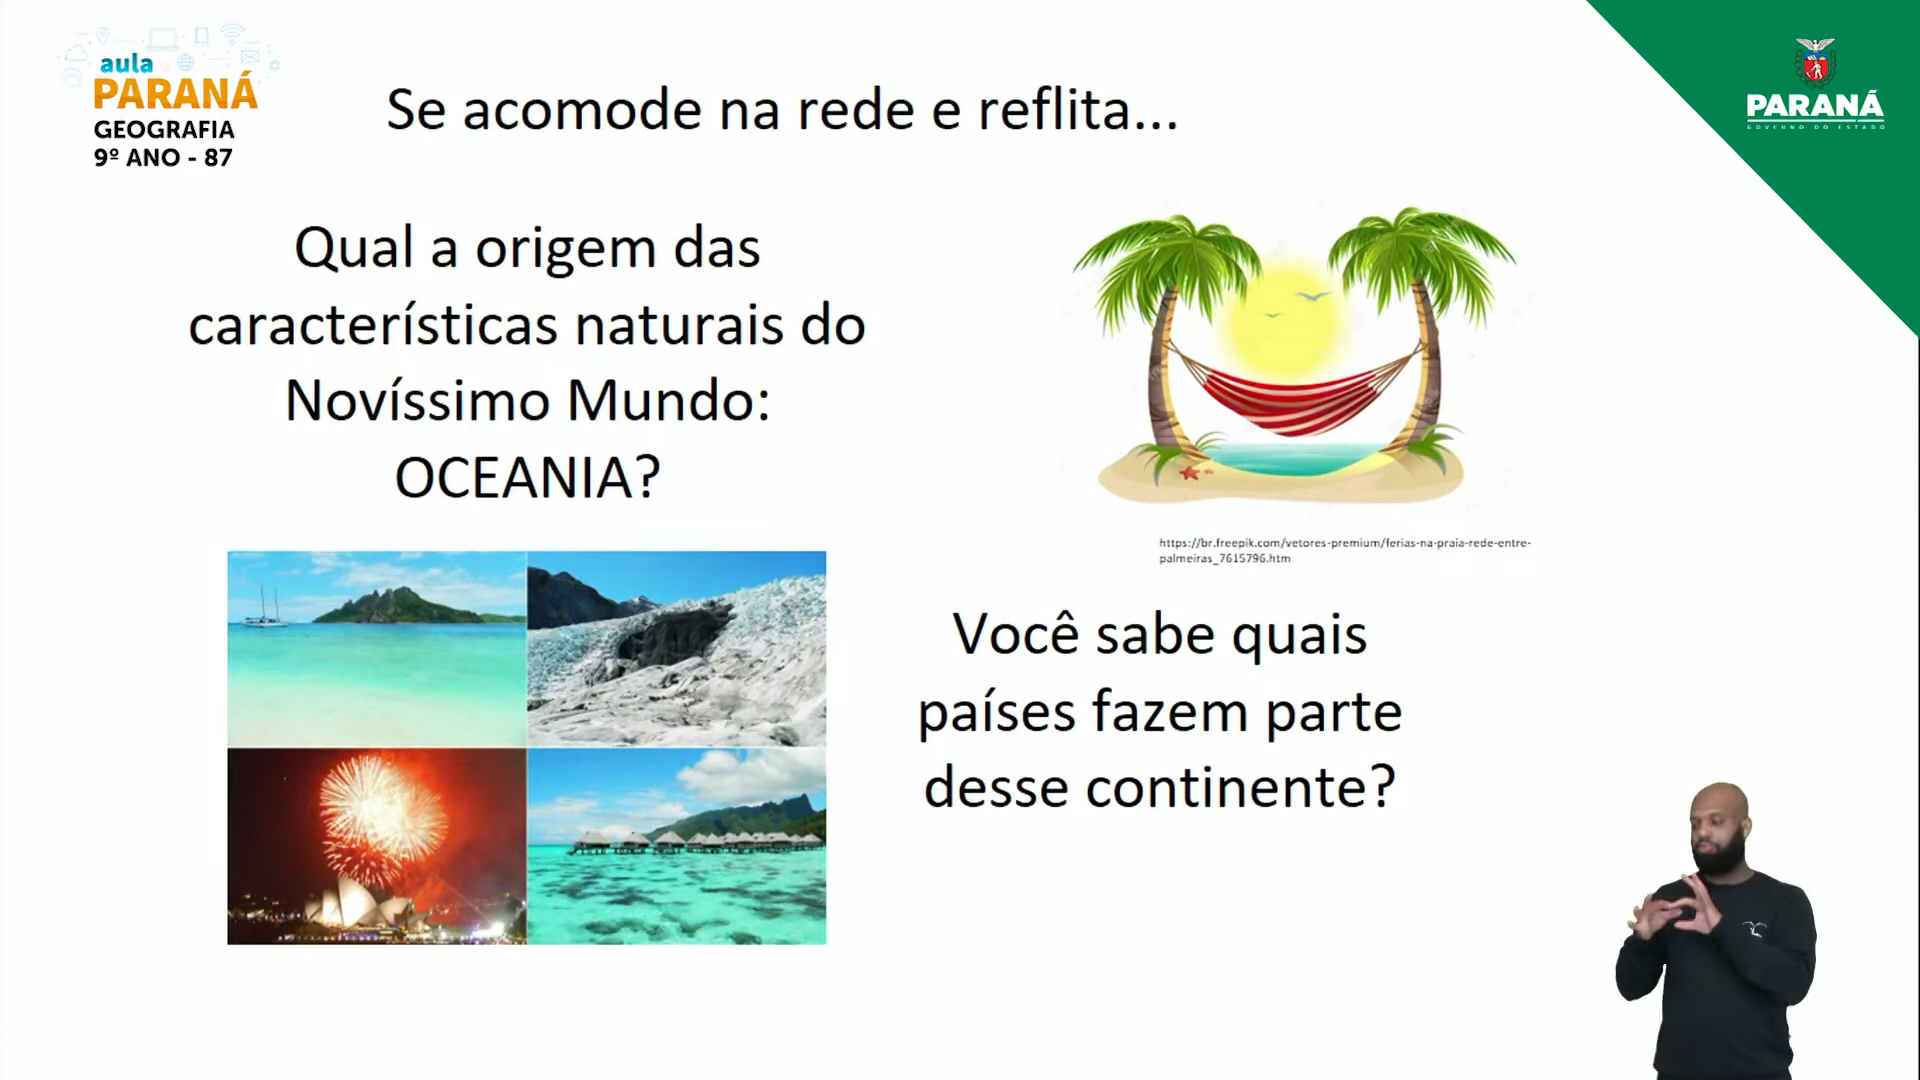 aula
PARANÁ
GEOGRAFIA
9º ANO - 87
Se acomode na rede e reflita...
PARANÁ
GOVERNO DO ESTADO
Qual a origem das
características naturais do
Novíssimo Mundo:
OCEANIA?
https://br.freepik.com/vetores-premium/ferias-na-praia-rede-entre-
palmeiras_7615796.htm
Você sabe quais
países fazem parte
desse continente?